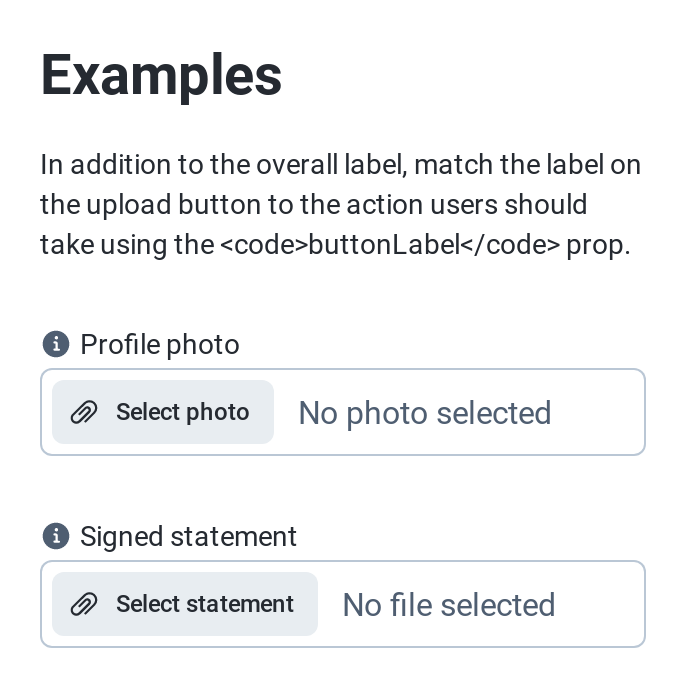 Examples
In addition to the overall label, match the label on
the upload button to the action users should
take using the <code>buttonLabel</code> prop.
Profile photo
Select photo No photo selected
Signed statement
Select statement No file selected